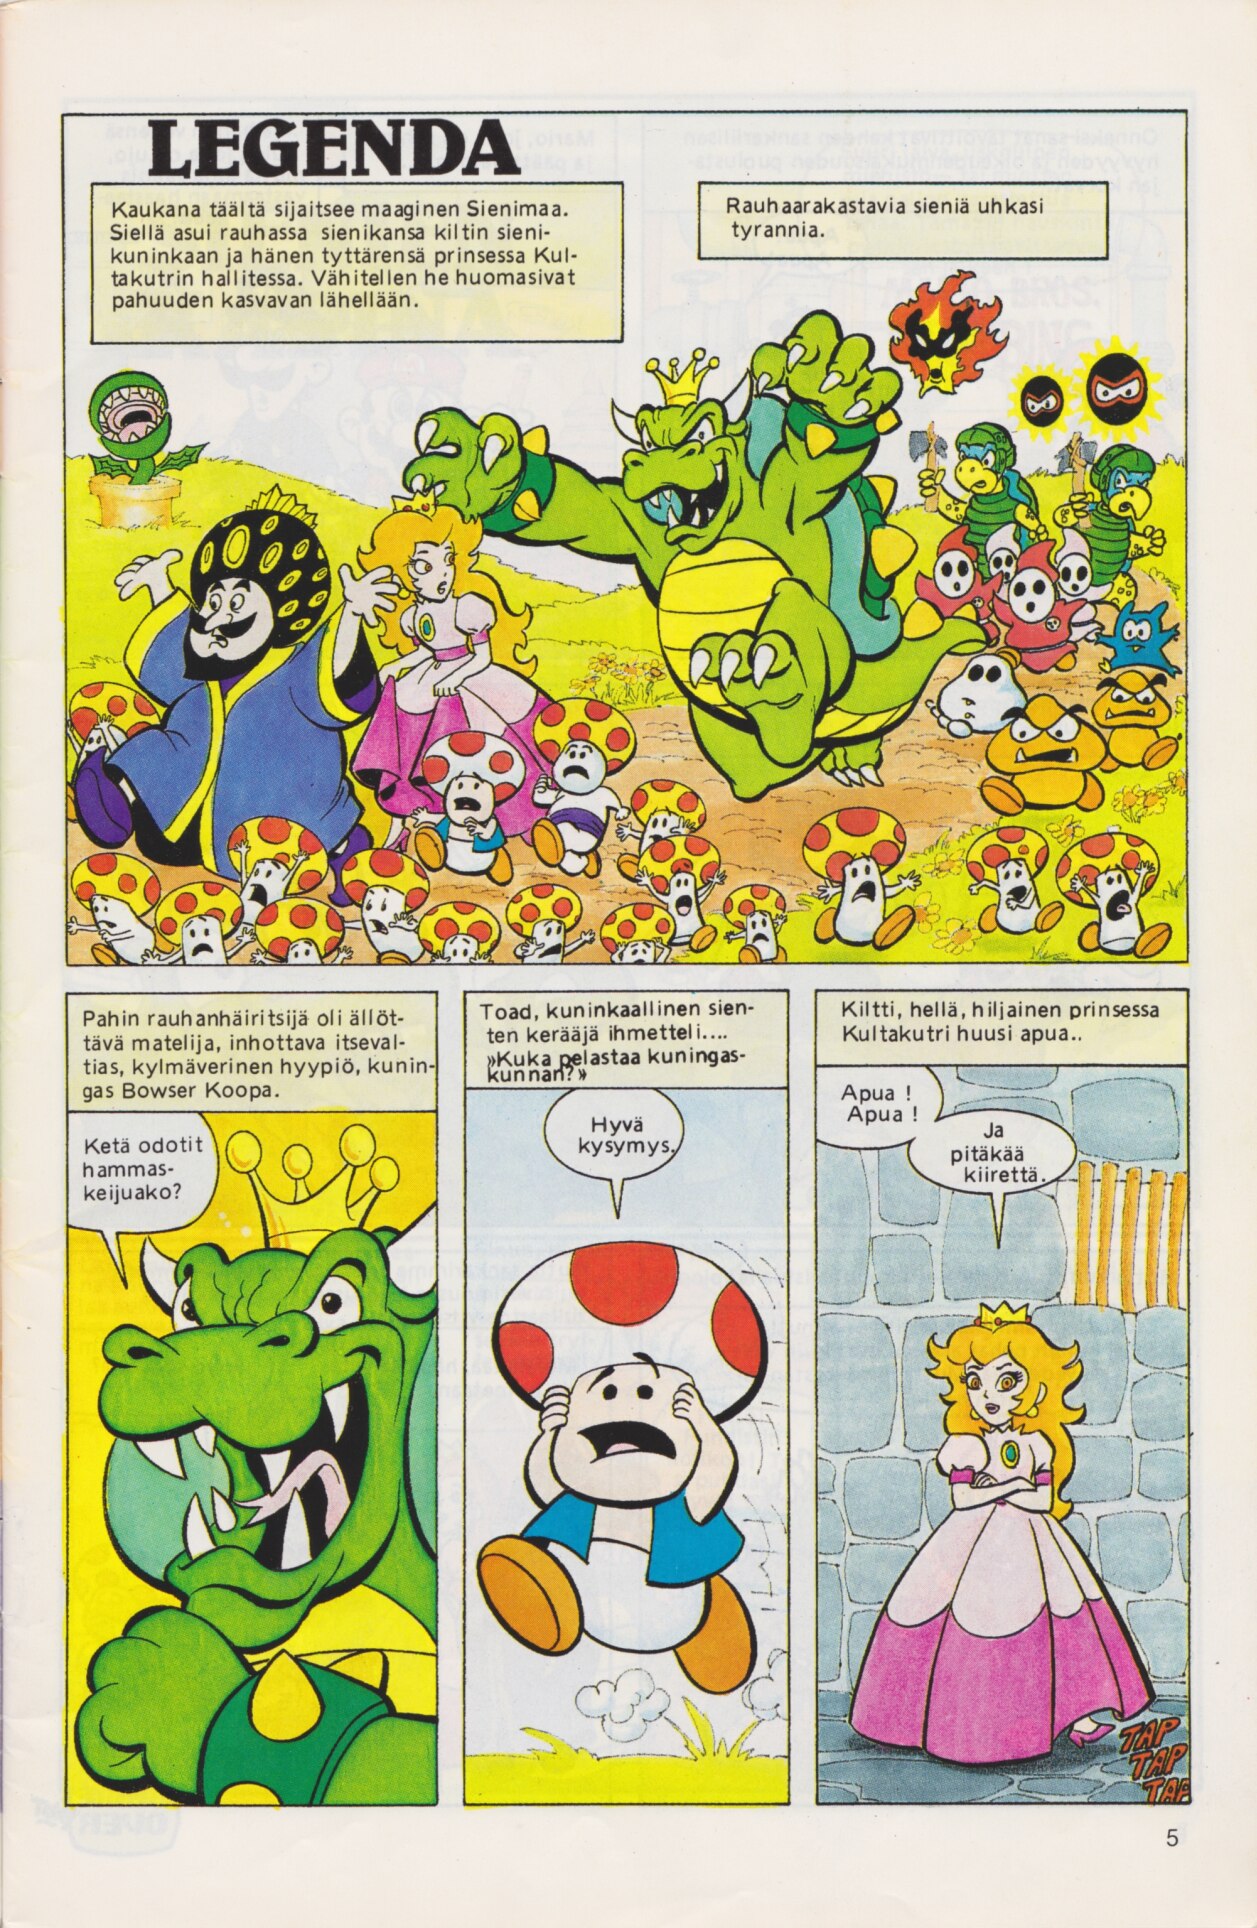 LEGENDA
Kaukana täältä sijaitsee maaginen Sienimaa.
Siellä asui rauhassa sienikansa kiltin sieni-
kuninkaan ja hänen tyttärensä prinsessa Kul-
takutrin hallitessa. Vähitellen he huomasivat
pahuuden kasvavan lähellään.
Rauhaarakastavia sieniä uhkasi
tyrannia.
Pahin rauhanhäiritsijä oli ällöt-
tävä matelija, inhottava itseval-
tias, kylmäverinen hyypiö, kunin-
gas Bowser Koopa.
Ketä odotit
hammas-
keijuako?
Toad, kuninkaallinen sien-
ten kerääjä ihmetteli....
»Kuka pelastaa kuningas-
kunnan?»
Hyvä
kysymys.
Kiltti, hellä, hiljainen prinsessa
Kultakutri huusi apua..
Apua !
Apua !
Ja
pitäkää
kiirettä.
TAP
TAP
TAP
5